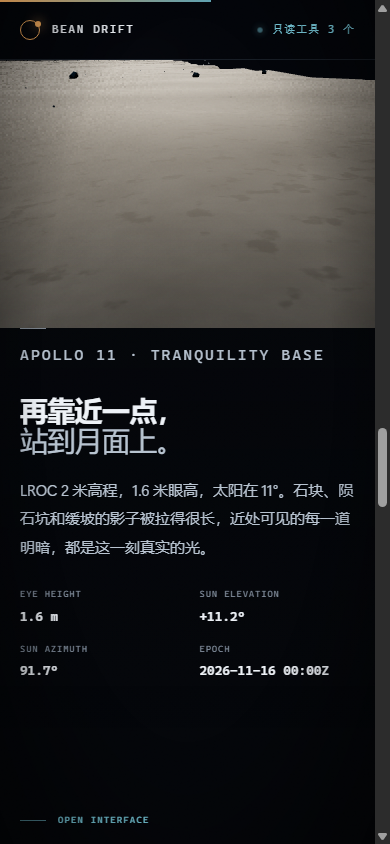 BEAN DRIFT
只读工具 3 个
APOLLO 11 · TRANQUILITY BASE
再靠近一点，
站到月面上。
LROC 2 米高程，1.6 米眼高，太阳在 11°。石块、陨
石坑和缓坡的影子被拉得很长，近处可见的每一道
明暗，都是这一刻真实的光。
EYE HEIGHT
SUN ELEVATION
1.6 m
+11.2°
SUN AZIMUTH
EPOCH
91.7°
2026-11-16 00:00Z
OPEN INTERFACE